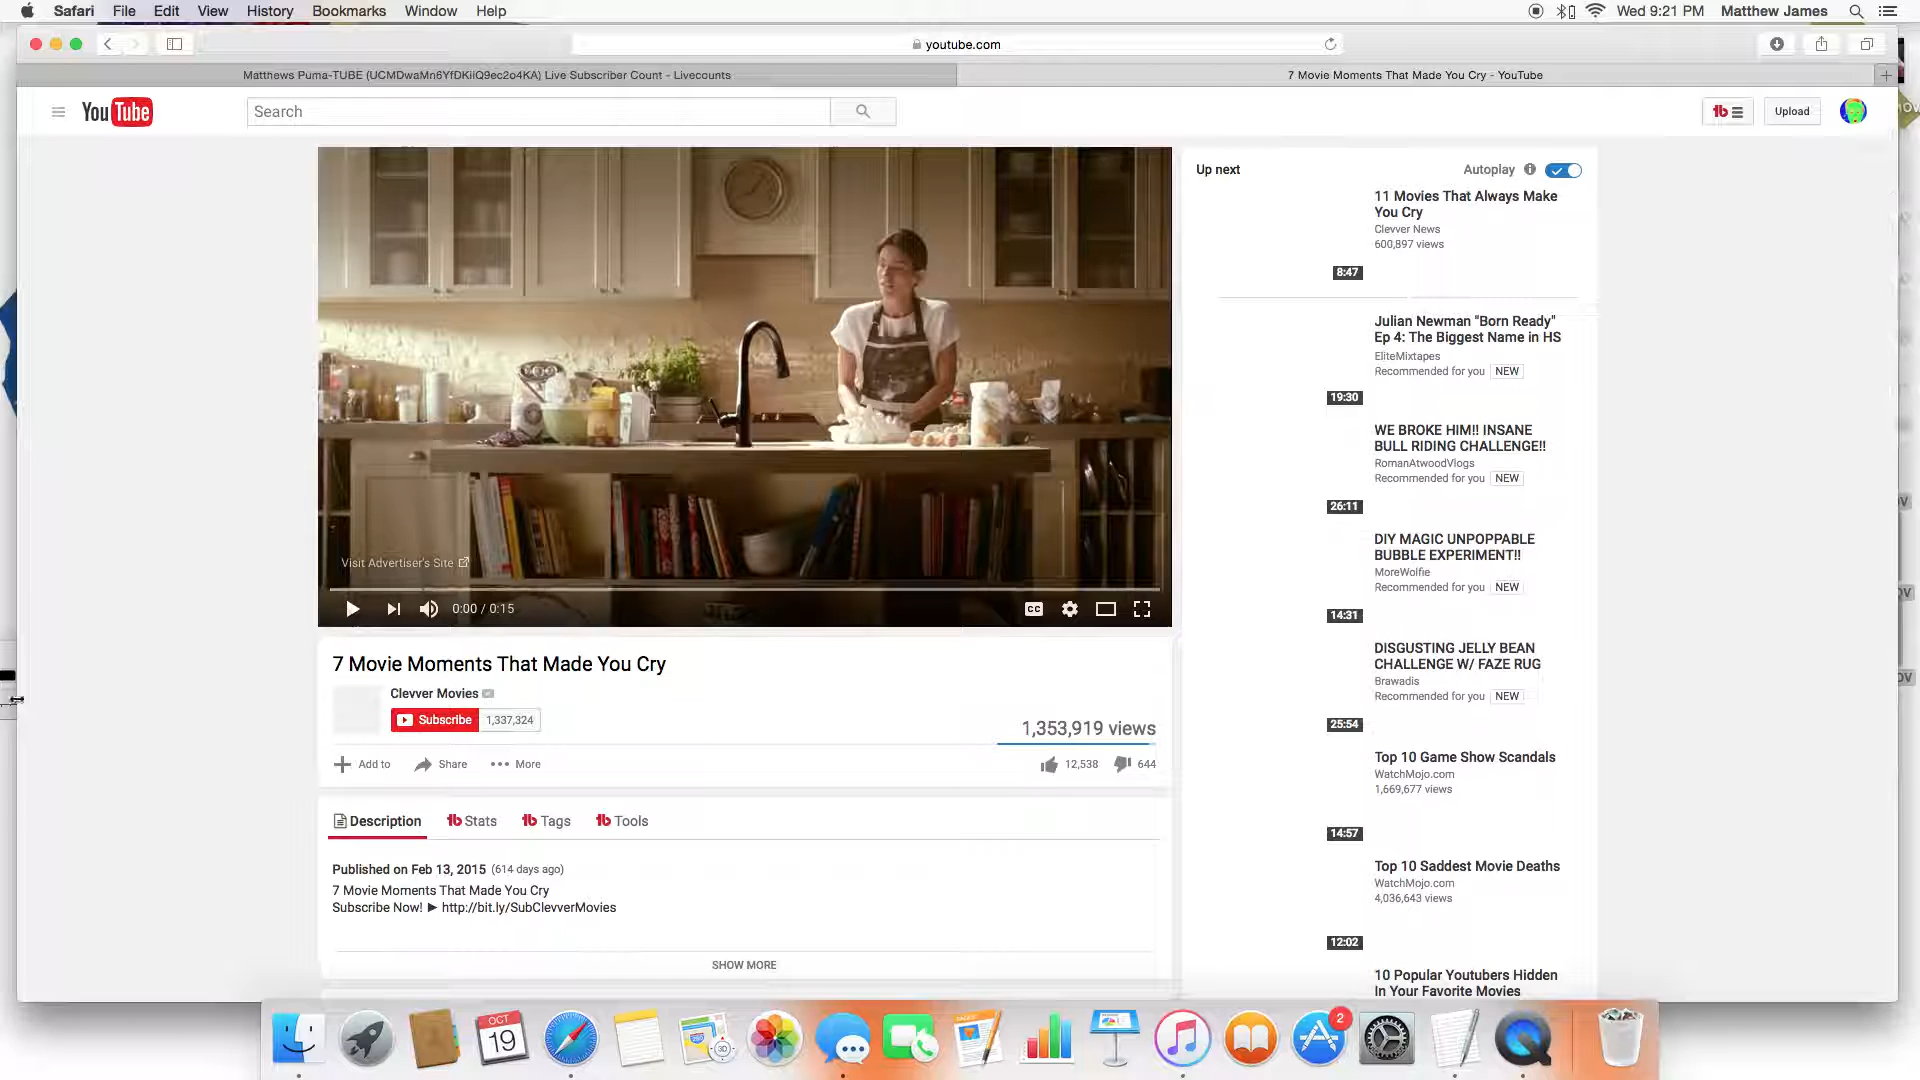 Safari File Edit View History Bookmarks Window Help
Wed 9:21 PM Matthew James
youtube.com
Matthews Puma-TUBE (UCMDwaMn6YfDKiiQ9ec2o4KA) Live Subscriber Count - Livecounts
7 Movie Moments That Made You Cry - YouTube
YouTube
Search
Upload
Up next
Autoplay
11 Movies That Always Make
You Cry
Clevver News
600,897 views
8:47
Julian Newman "Born Ready"
Ep 4: The Biggest Name in HS
EliteMixtapes
Recommended for you NEW
19:30
WE BROKE HIM!! INSANE
BULL RIDING CHALLENGE!!
RomanAtwoodVlogs
Recommended for you NEW
26:11
DIY MAGIC UNPOPPABLE
BUBBLE EXPERIMENT!!
MoreWolfie
Recommended for you NEW
14:31
DISGUSTING JELLY BEAN
CHALLENGE W/ FAZE RUG
Brawadis
Recommended for you NEW
25:54
Top 10 Game Show Scandals
WatchMojo.com
1,669,677 views
14:57
Top 10 Saddest Movie Deaths
WatchMojo.com
4,036,643 views
12:02
10 Popular Youtubers Hidden
In Your Favorite Movies
Visit Advertiser's Site
0:00 / 0:15
CC
7 Movie Moments That Made You Cry
Clevver Movies
Subscribe 1,337,324
1,353,919 views
Add to Share More
12,538 644
Description Stats Tags Tools
Published on Feb 13, 2015 (614 days ago)
7 Movie Moments That Made You Cry
Subscribe Now! ► http://bit.ly/SubClevverMovies
SHOW MORE
OCT
19
2